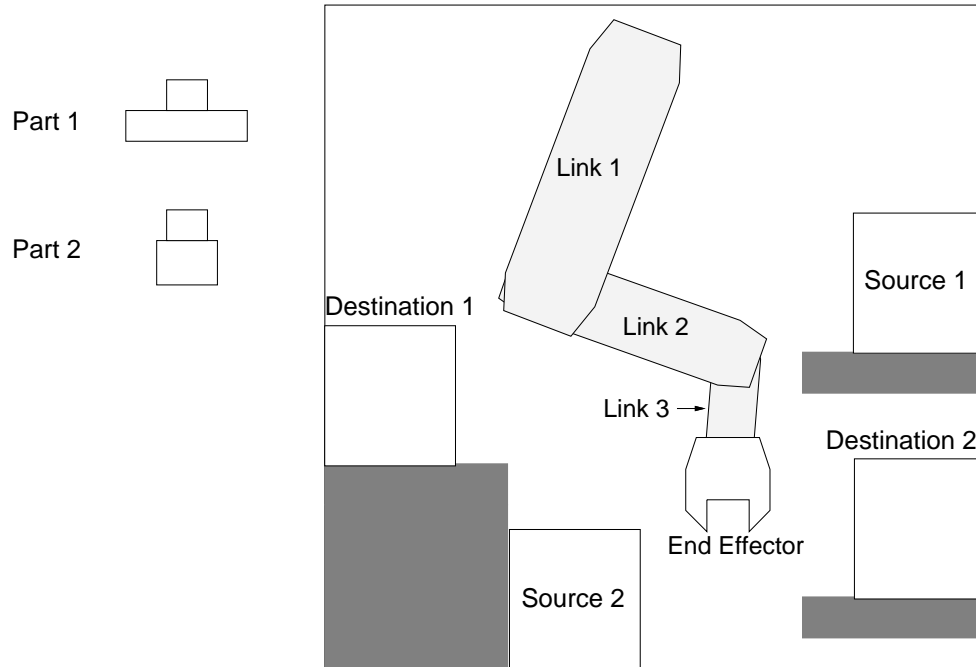 Part 1
Part 2
Link 1
Source 1
Destination 1
Link 2
Link 3
Destination 2
End Effector
Source 2